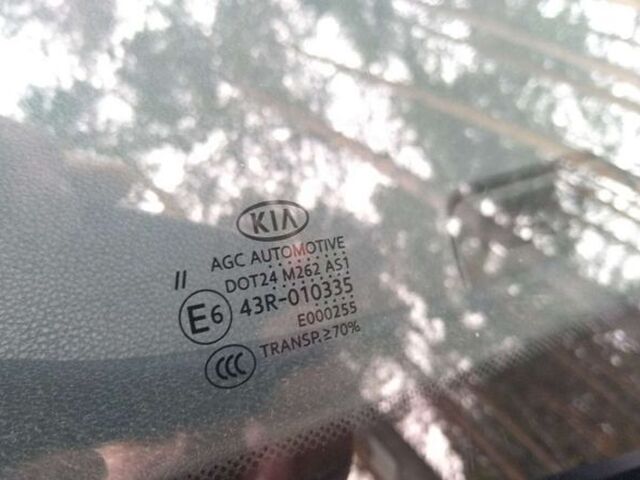 KIA
AGC AUTOMOTIVE
DOT24 M262 AS1
II
E6 43R-010335
E000255
CCC TRANSP.≥70%